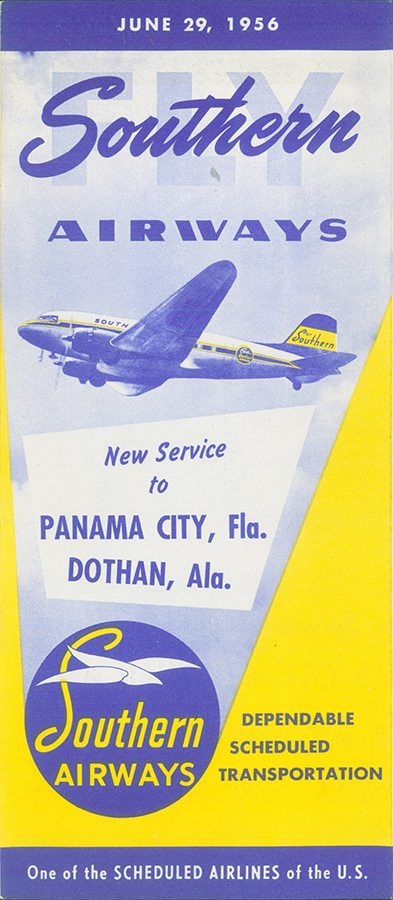 JUNE 29, 1956
FLY
Southern
AIRWAYS
SOUTH
Fly
Southern
New Service
to
PANAMA CITY, Fla.
DOTHAN, Ala.
Southern
AIRWAYS
DEPENDABLE
SCHEDULED
TRANSPORTATION
One of the SCHEDULED AIRLINES of the U.S.